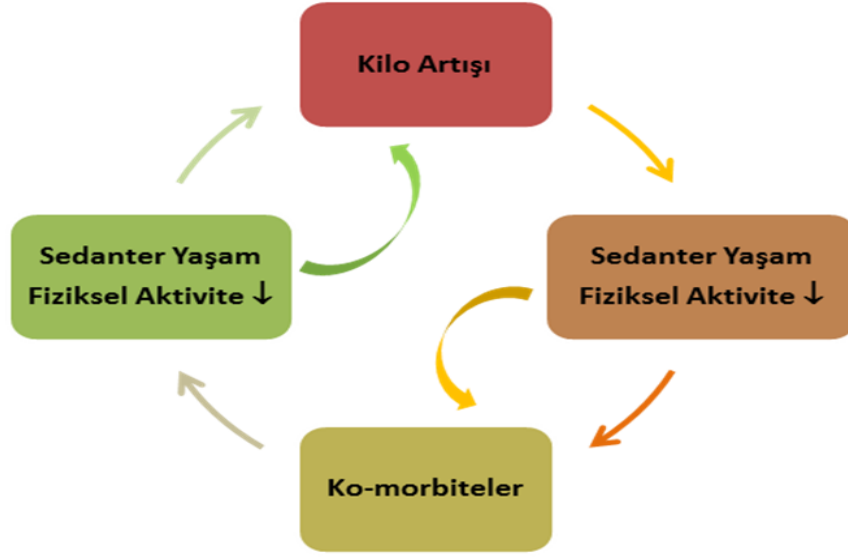 Kilo Artışı
Sedanter Yaşam
Fiziksel Aktivite ↓
Sedanter Yaşam
Fiziksel Aktivite ↓
Ko-morbiteler